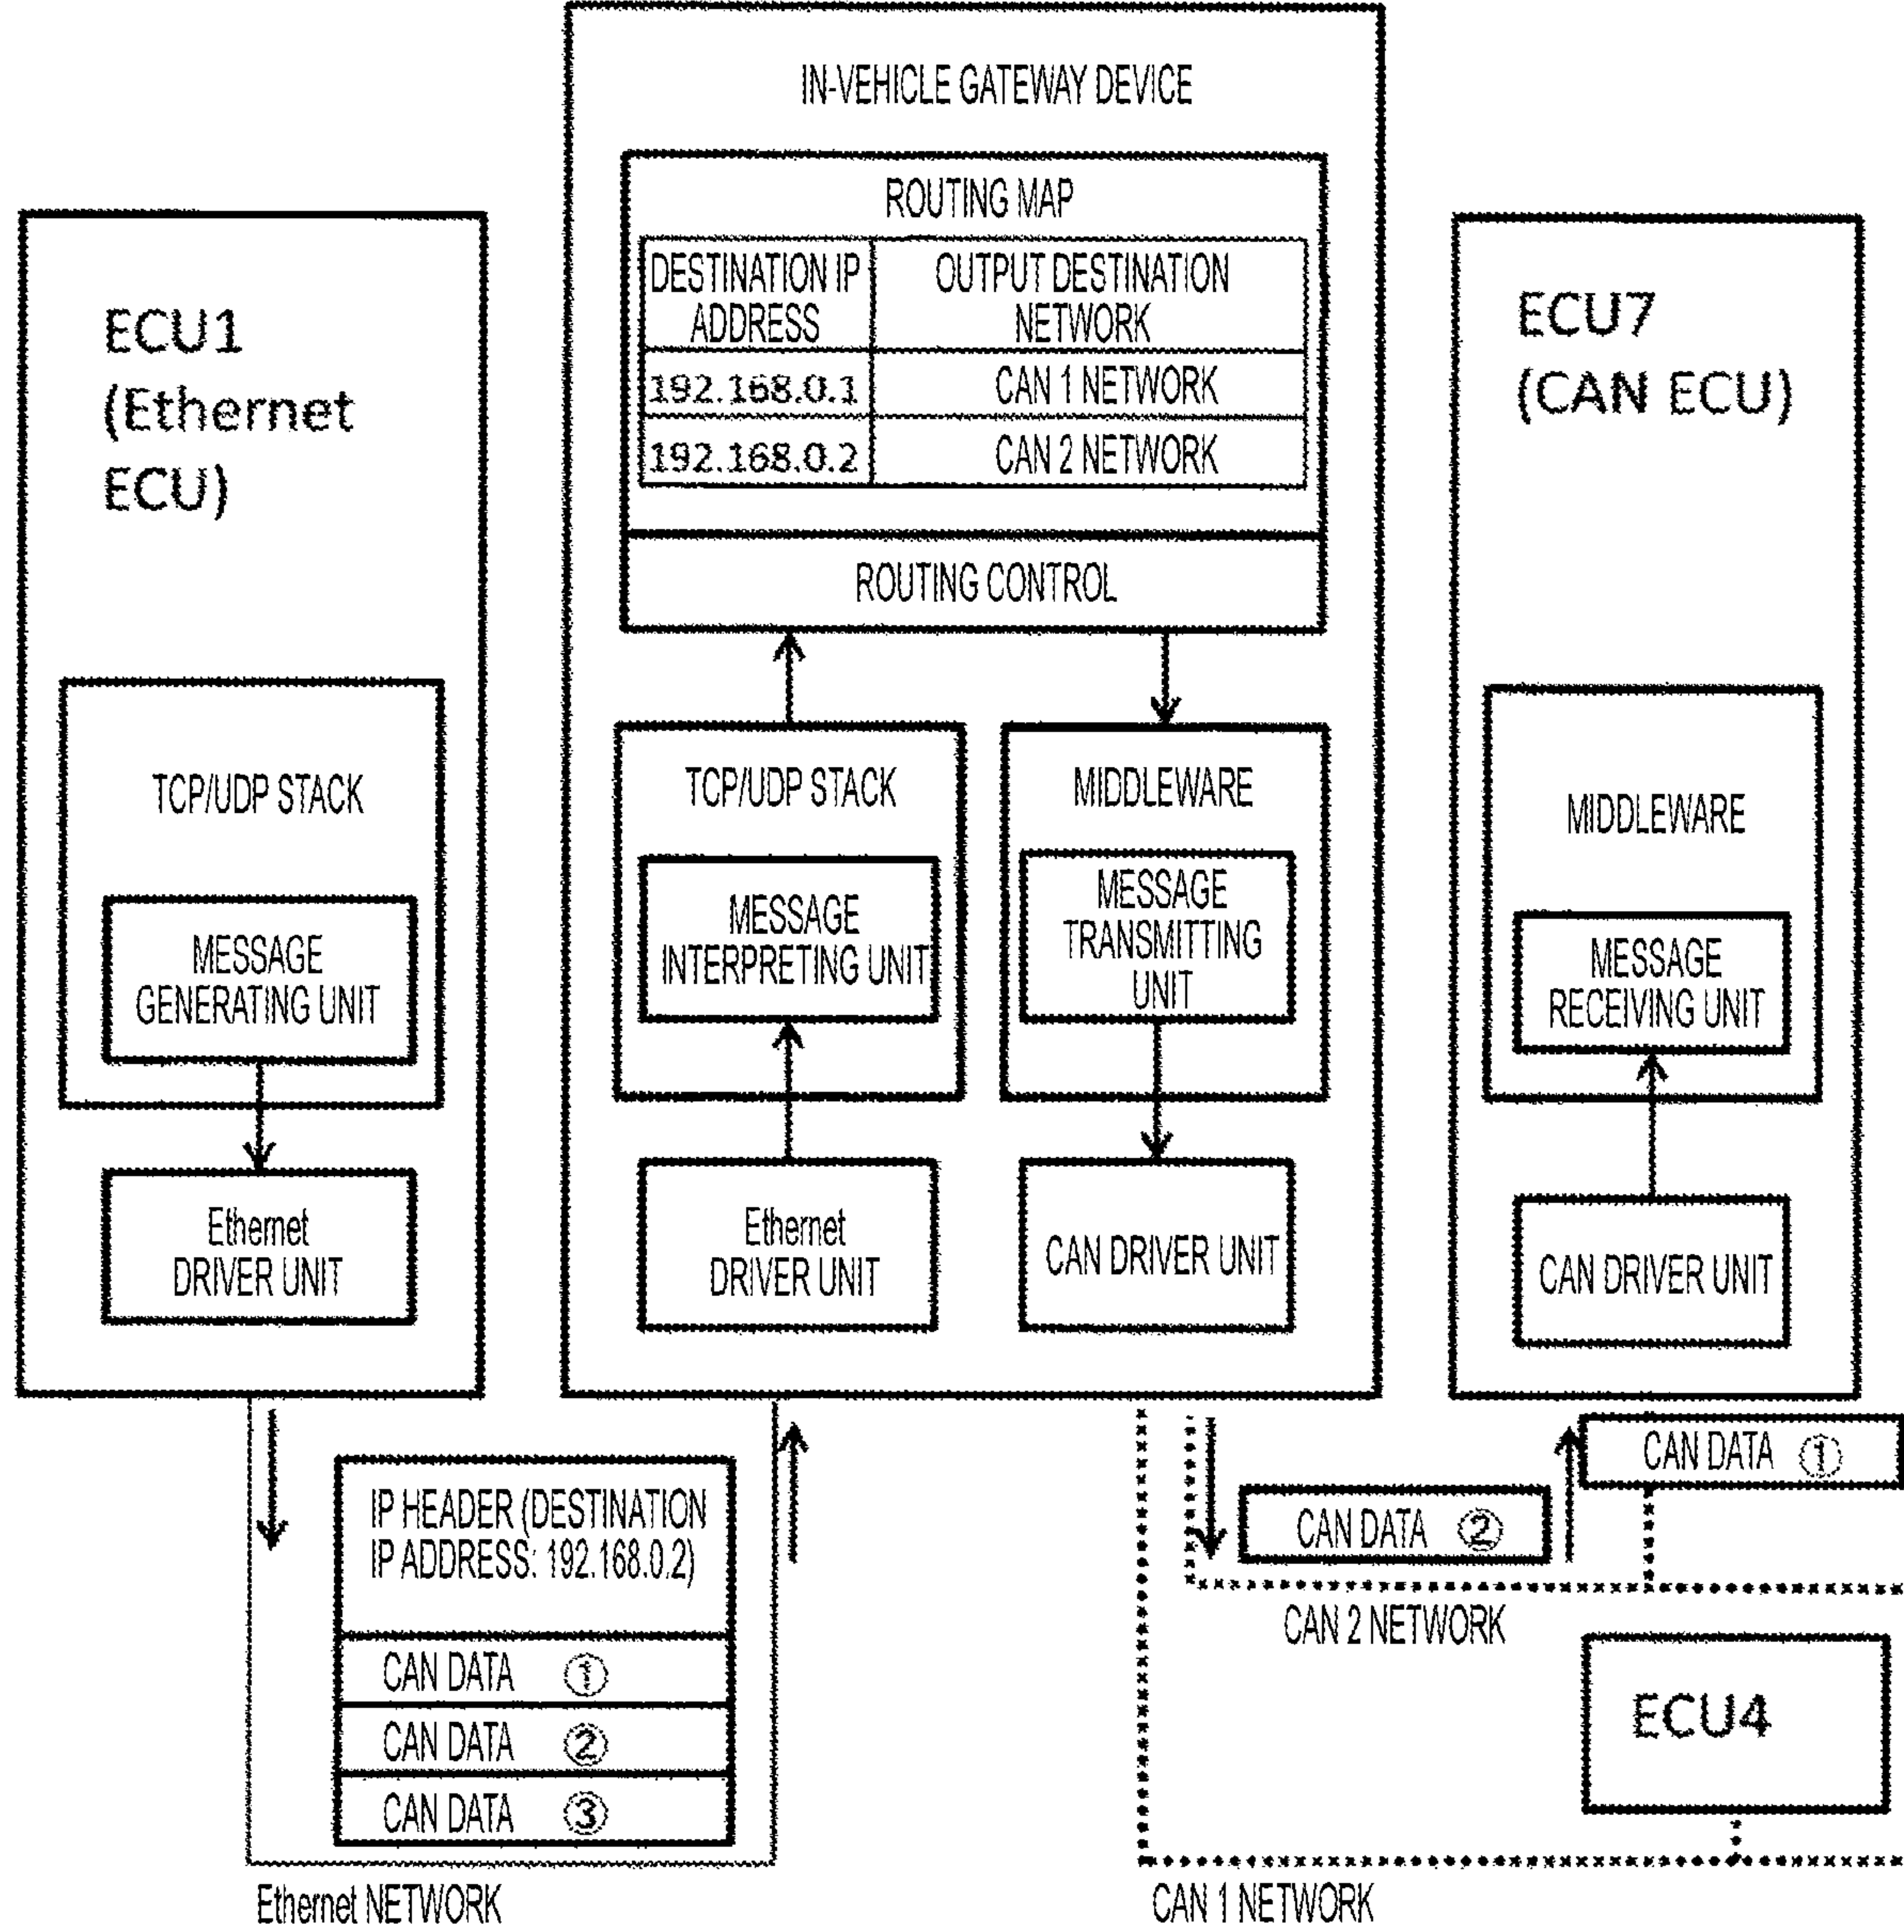 IN-VEHICLE GATEWAY DEVICE
ROUTING MAP
DESTINATION IP
ADDRESS
OUTPUT DESTINATION
NETWORK
192.168.0.1
CAN 1 NETWORK
192.168.0.2
CAN 2 NETWORK
ROUTING CONTROL
ECU1
(Ethernet
ECU)
TCP/UDP STACK
MESSAGE
GENERATING UNIT
Ethernet
DRIVER UNIT
TCP/UDP STACK
MESSAGE
INTERPRETING UNIT
Ethernet
DRIVER UNIT
MIDDLEWARE
MESSAGE
TRANSMITTING
UNIT
CAN DRIVER UNIT
ECU7
(CAN ECU)
MIDDLEWARE
MESSAGE
RECEIVING UNIT
CAN DRIVER UNIT
IP HEADER (DESTINATION
IP ADDRESS: 192.168.0.2)
CAN DATA ①
CAN DATA ②
CAN DATA ③
Ethernet NETWORK
CAN DATA ②
CAN DATA ①
CAN 2 NETWORK
ECU4
CAN 1 NETWORK